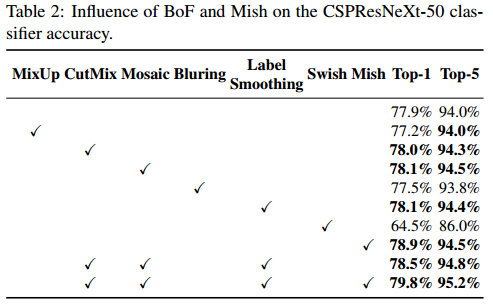 Table 2: Influence of BoF and Mish on the CSPResNeXt-50 clas-
sifier accuracy.
MixUp CutMix Mosaic Bluring Label Smoothing Swish Mish Top-1 Top-5
77.9% 94.0%
✓ 77.2% 94.0%
✓ 78.0% 94.3%
✓ 78.1% 94.5%
✓ 77.5% 93.8%
✓ 78.1% 94.4%
✓ 64.5% 86.0%
✓ 78.9% 94.5%
✓ ✓ ✓ 78.5% 94.8%
✓ ✓ ✓ ✓ 79.8% 95.2%